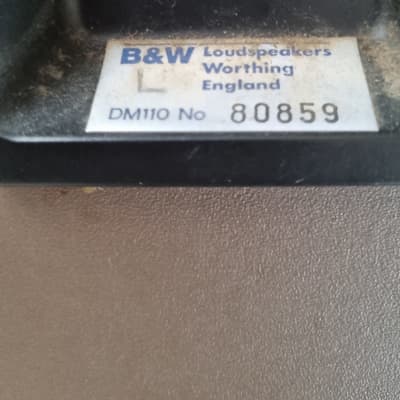 B&W Loudspeakers
L Worthing
England
DM110 No 80859